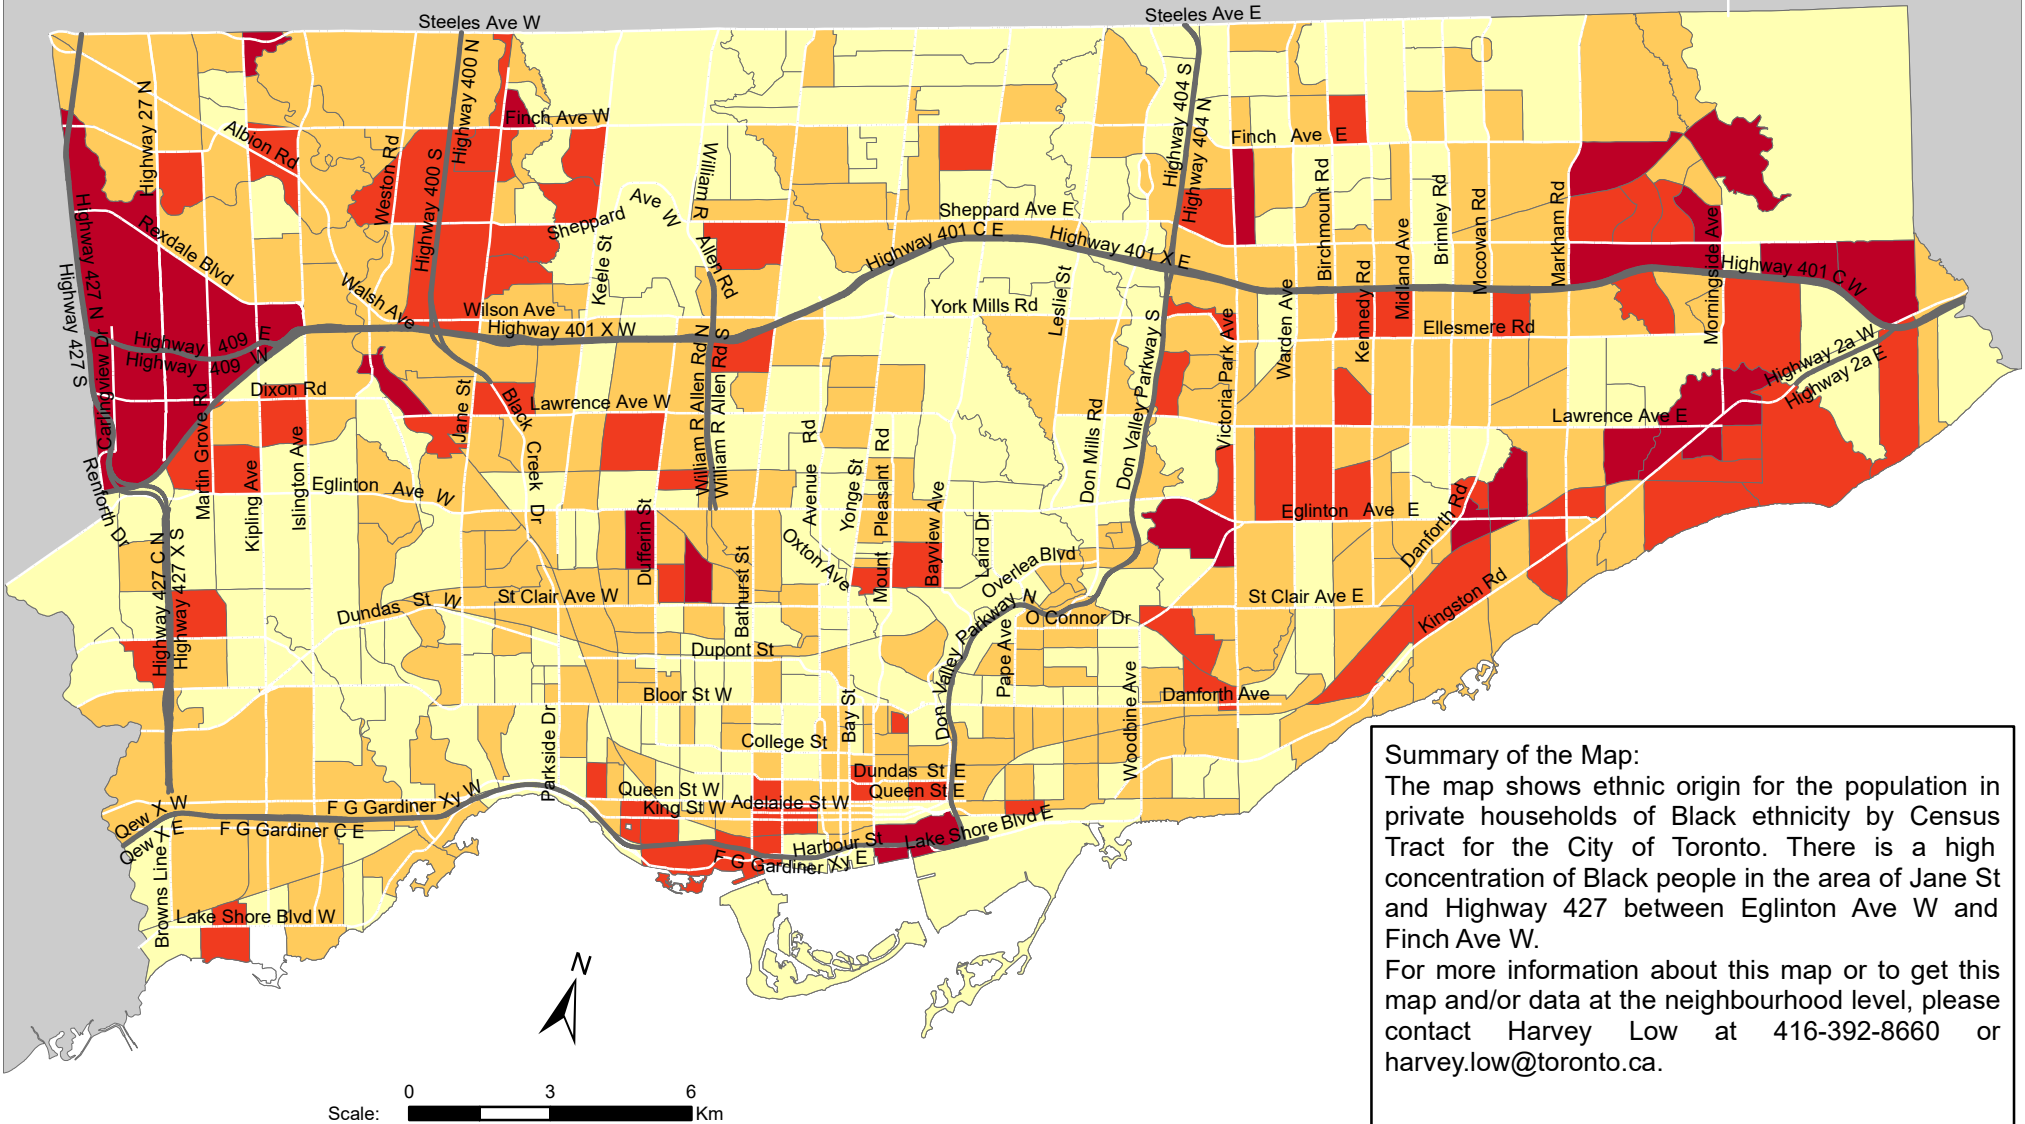 Steeles Ave W
Steeles Ave E
Highway 27 N
Albion Rd
Weston Rd
Highway 400 N
Highway 400 S
Finch Ave W
William R
Allen Rd
Sheppard Ave W
Keele St
Highway 404 S
Highway 404 N
Finch Ave E
Sheppard Ave E
Highway 401 C E
Highway 401 X E
Leslie St
York Mills Rd
Birchmount Rd
Brimley Rd
Mccowan Rd
Markham Rd
Midland Ave
Kennedy Rd
Warden Ave
Victoria Park Ave
Ellesmere Rd
Morningside Ave
Highway 401 C W
Highway 2a W
Highway 2a E
Highway 427 N
Highway 427 S
Rexdale Blvd
Walsh Ave
Wilson Ave
Highway 401 X W
Highway 409 E
Highway 409 W
Carlingview Dr
Martin Grove Rd
Dixon Rd
Jane St
Black Creek Dr
Lawrence Ave W
William R Allen Rd N
William R Allen Rd S
Don Mills Rd
Don Valley Parkway S
Lawrence Ave E
Renforth Dr
Kipling Ave
Islington Ave
Eglinton Ave W
Avenue Rd
Yonge St
Mount Pleasant Rd
Bayview Ave
Laird Dr
Eglinton Ave E
Danforth Rd
Highway 427 C N
Highway 427 X S
Dufferin St
Bathurst St
Oxton Ave
Overlea Blvd
Dundas St W
St Clair Ave W
St Clair Ave E
Kingston Rd
O Connor Dr
Don Valley Parkway N
Pape Ave
Woodbine Ave
Dupont St
Bloor St W
Bay St
Danforth Ave
Parkside Dr
College St
Dundas St E
Queen St W
Queen St E
King St W
Adelaide St W
Qew X W
Qew X E
F G Gardiner Xy W
F G Gardiner C E
Harbour St
Lake Shore Blvd E
F G Gardiner Xy E
Browns Line
Lake Shore Blvd W
N
Scale:
0 3 6
Km
Summary of the Map:
The map shows ethnic origin for the population in
private households of Black ethnicity by Census
Tract for the City of Toronto. There is a high
concentration of Black people in the area of Jane St
and Highway 427 between Eglinton Ave W and
Finch Ave W.
For more information about this map or to get this
map and/or data at the neighbourhood level, please
contact Harvey Low at 416-392-8660 or
harvey.low@toronto.ca.